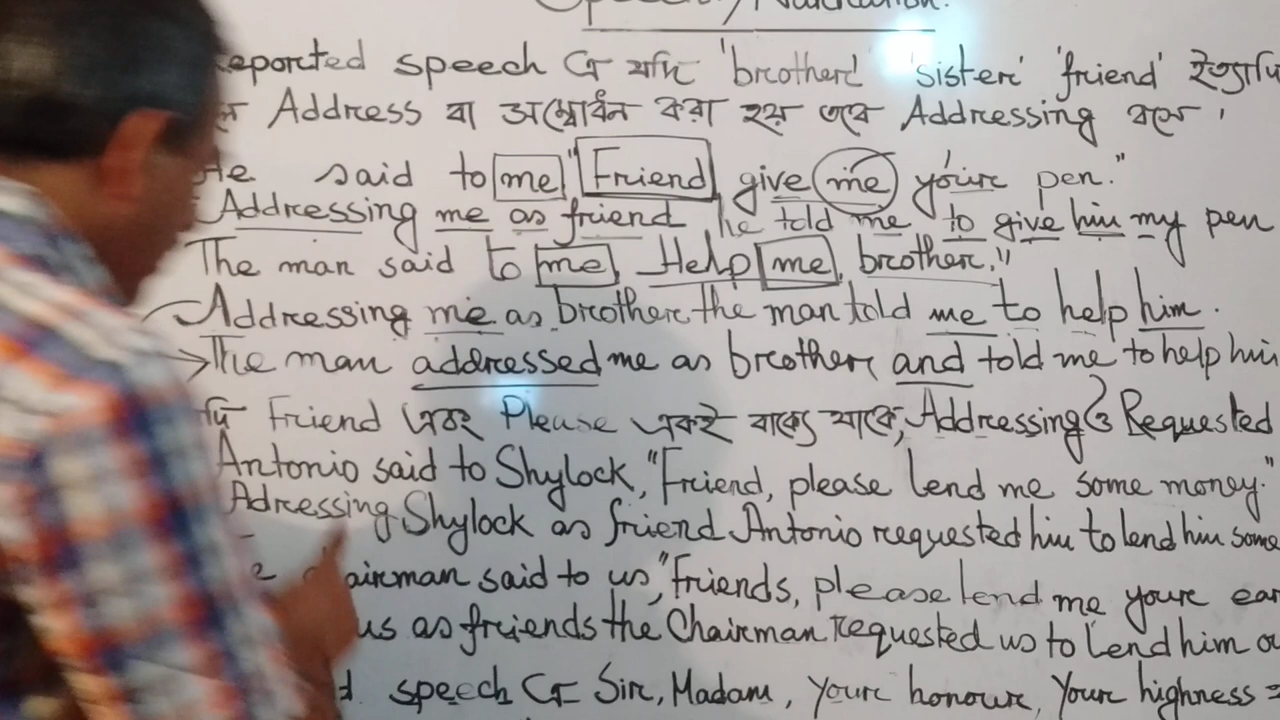 Speech/Narration.
Reported speech এ যদি 'brother' 'sister' 'friend' ইত্যাদি
Address বা সম্বোধন করা হয় তবে Addressing বসে।
He said to me "Friend, give me your pen."
Addressing me as friend he told me to give him my pen
The man said to me, Help me, brother."
Addressing me as brother, the man told me to help him.
→The man addressed me as brother, and told me to help him
Friend এবং Please একই বাক্যে থাকে, Addressing ও Requested
Antonio said to Shylock, "Friend, please lend me some money."
Adressing Shylock as friend Antonio requested him to lend him some
airman said to us, "Friends, please lend me your ear
us as friends the Chairman requested us to lend him
speech এ Sir, Madam, Your honour, Your highness =